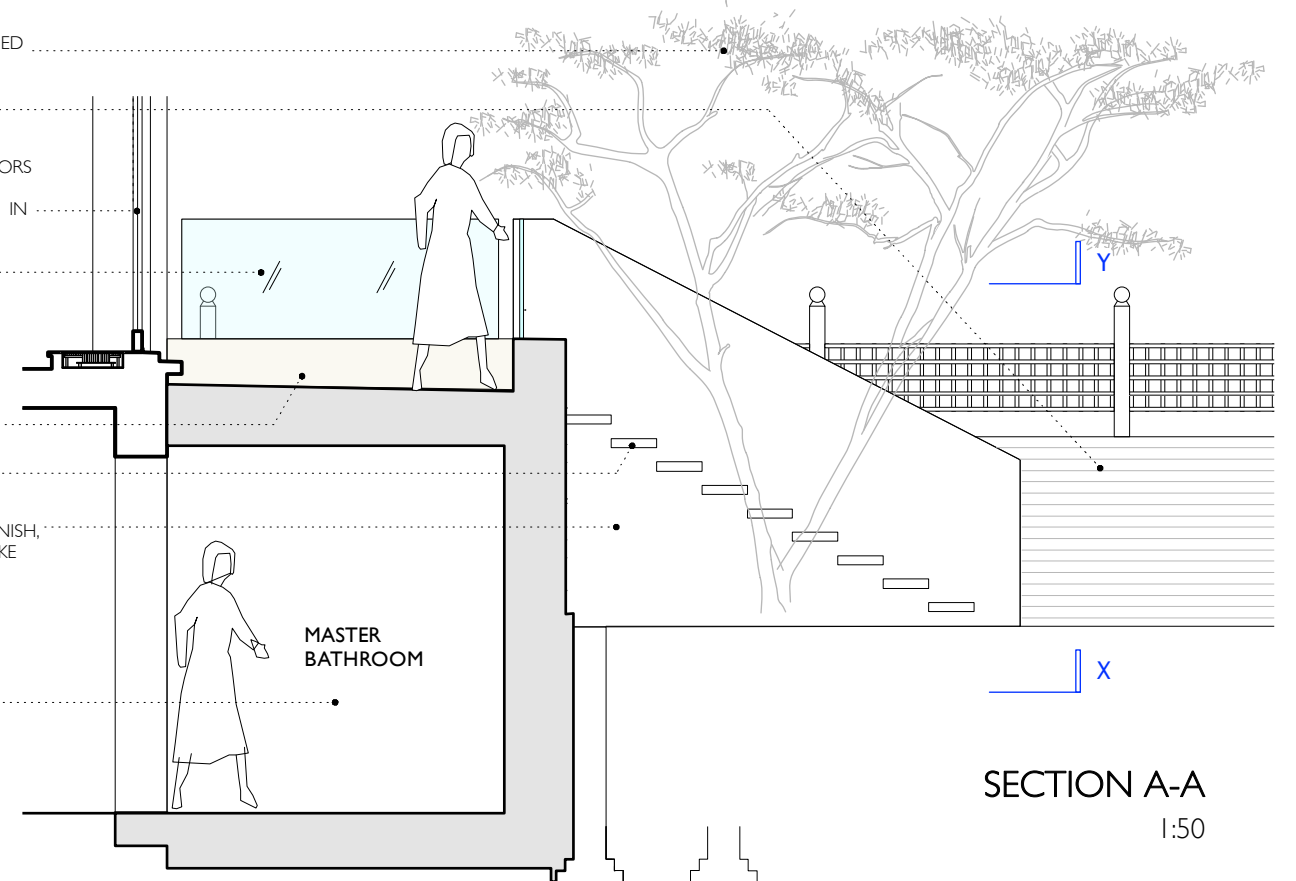 ED
ORS
IN
Y
NISH,
KE
MASTER
BATHROOM
X
SECTION A-A
1:50